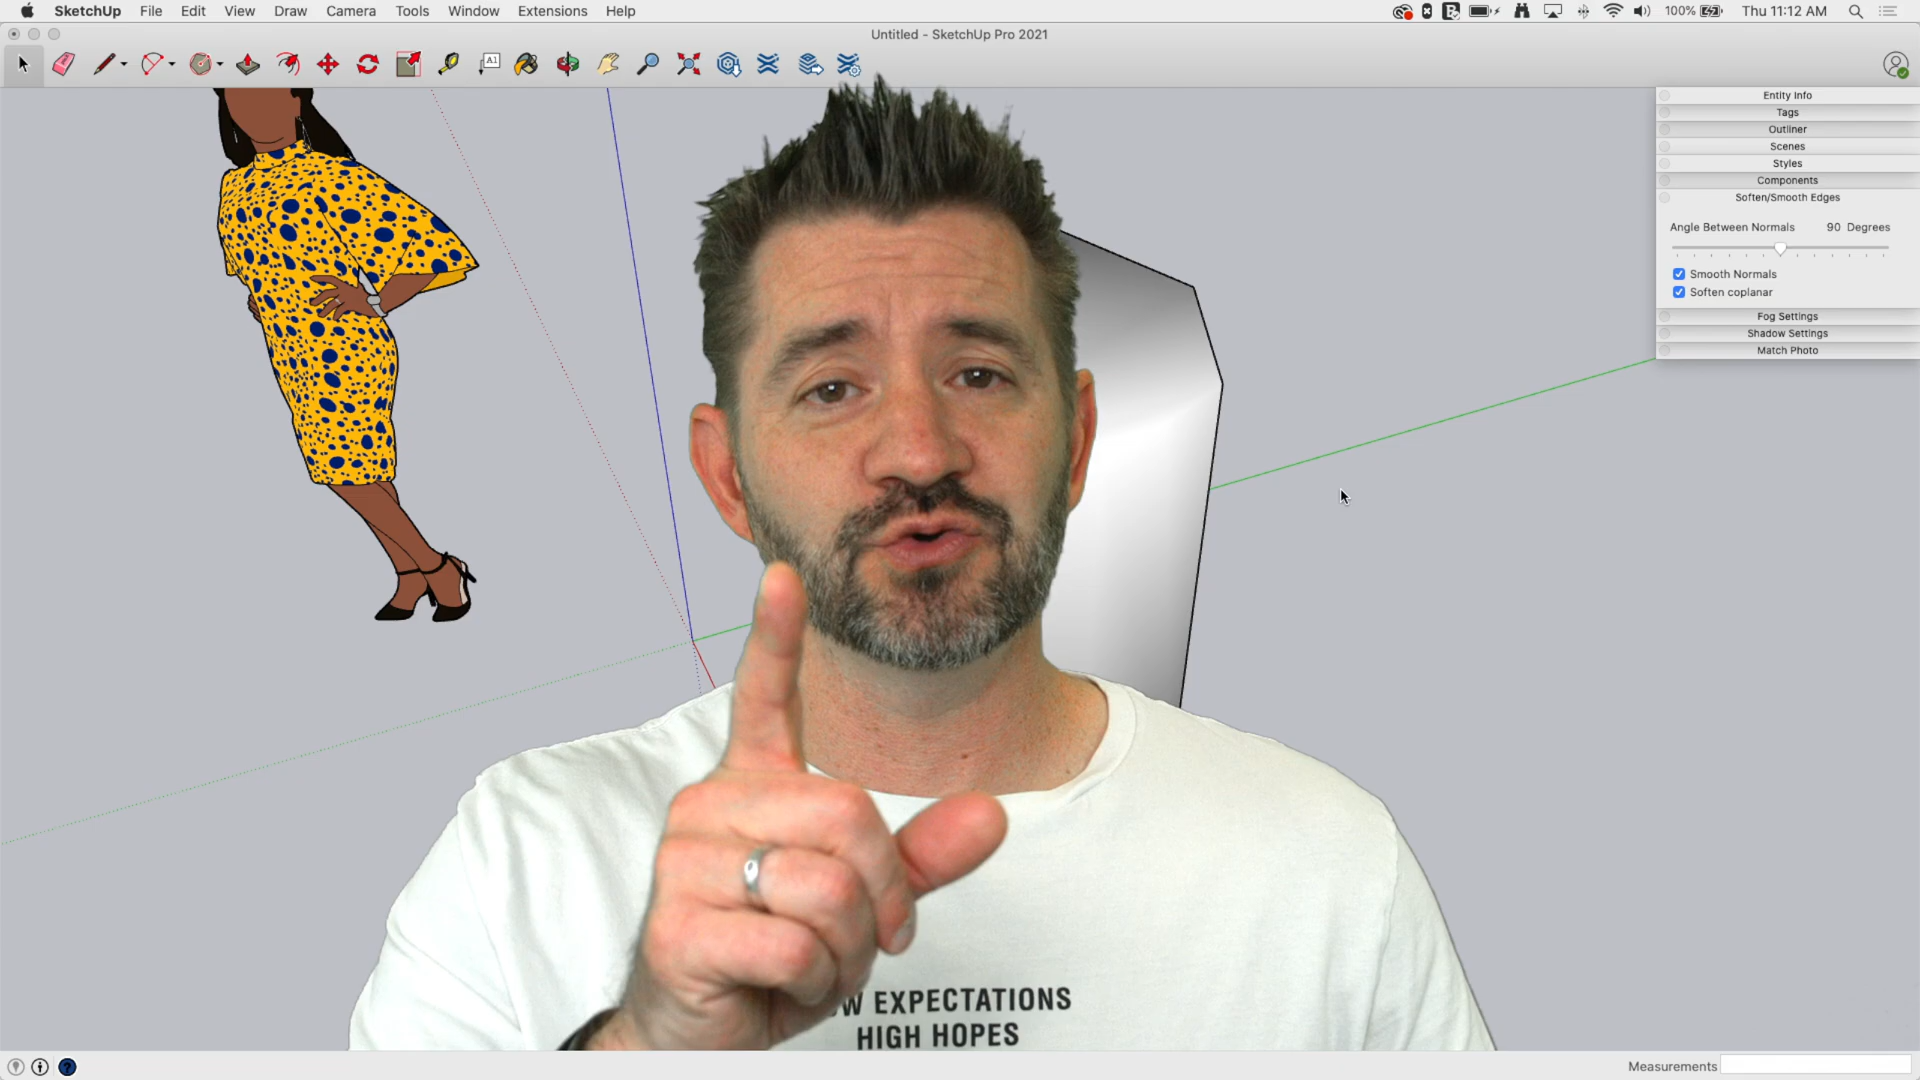 SketchUp File Edit View Draw Camera Tools Window Extensions Help
100% Thu 11:12 AM
Untitled - SketchUp Pro 2021
A1
Entity Info
Tags
Outliner
Scenes
Styles
Components
Soften/Smooth Edges
Angle Between Normals 90 Degrees
Smooth Normals
Soften coplanar
Fog Settings
Shadow Settings
Match Photo
EXPECTATIONS
HIGH HOPES
Measurements